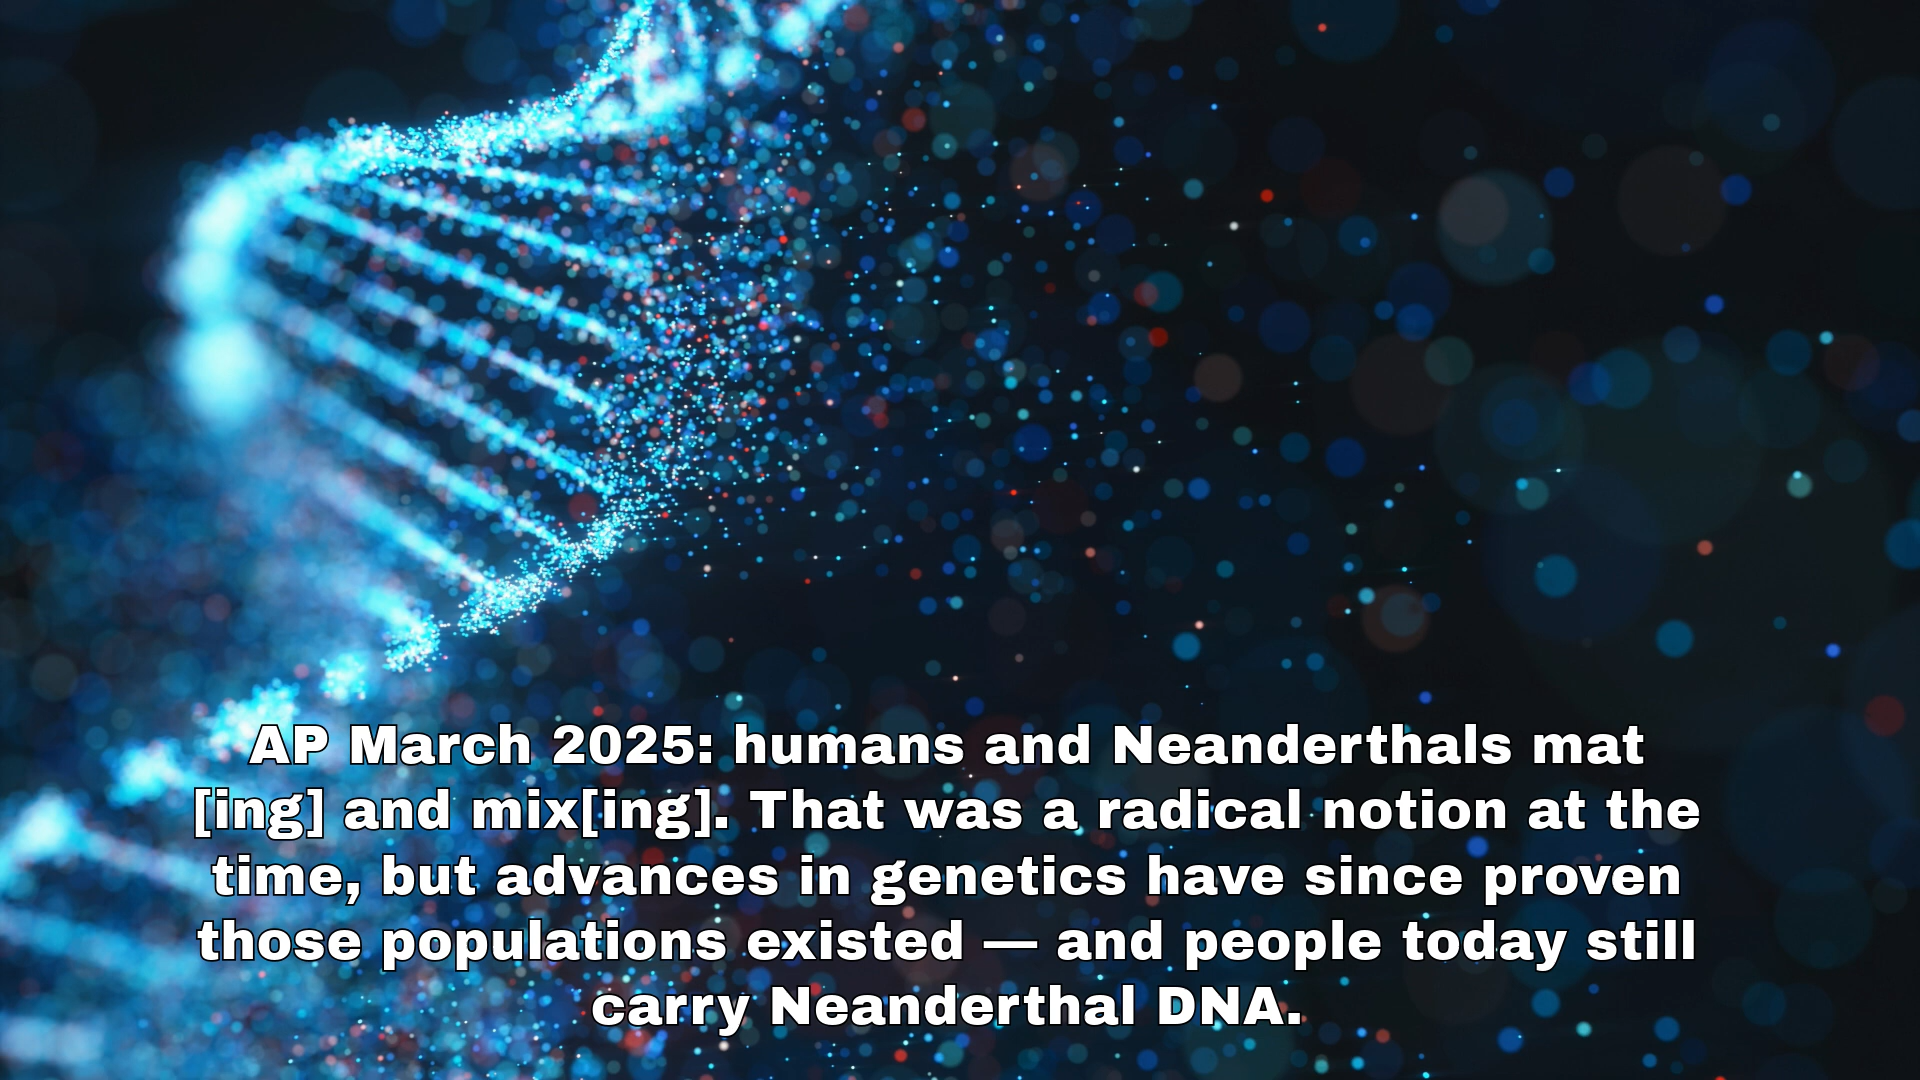 AP March 2025: humans and Neanderthals mat
[ing] and mix[ing]. That was a radical notion at the
time, but advances in genetics have since proven
those populations existed — and people today still
carry Neanderthal DNA.